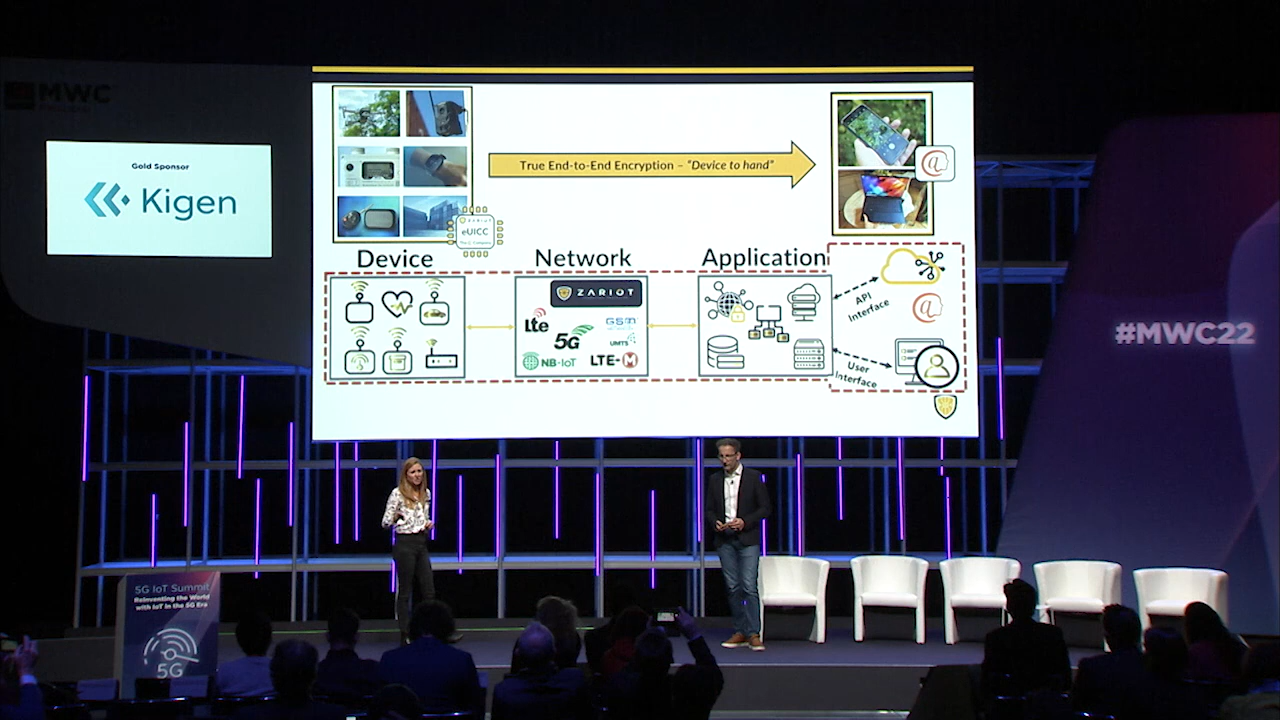 MWC
Gold Sponsor
Kigen
True End-to-End Encryption – "Device to hand"
@
ZARIOT
eUICC
Device
Network
Application
ZARIOT
Lte
GSM
5G
UMTS
NB-IoT
LTE-M
API
Interface
@
User
Interface
#MWC22
5G IoT Summit
Reinventing the World
with IoT in the 5G Era
5G